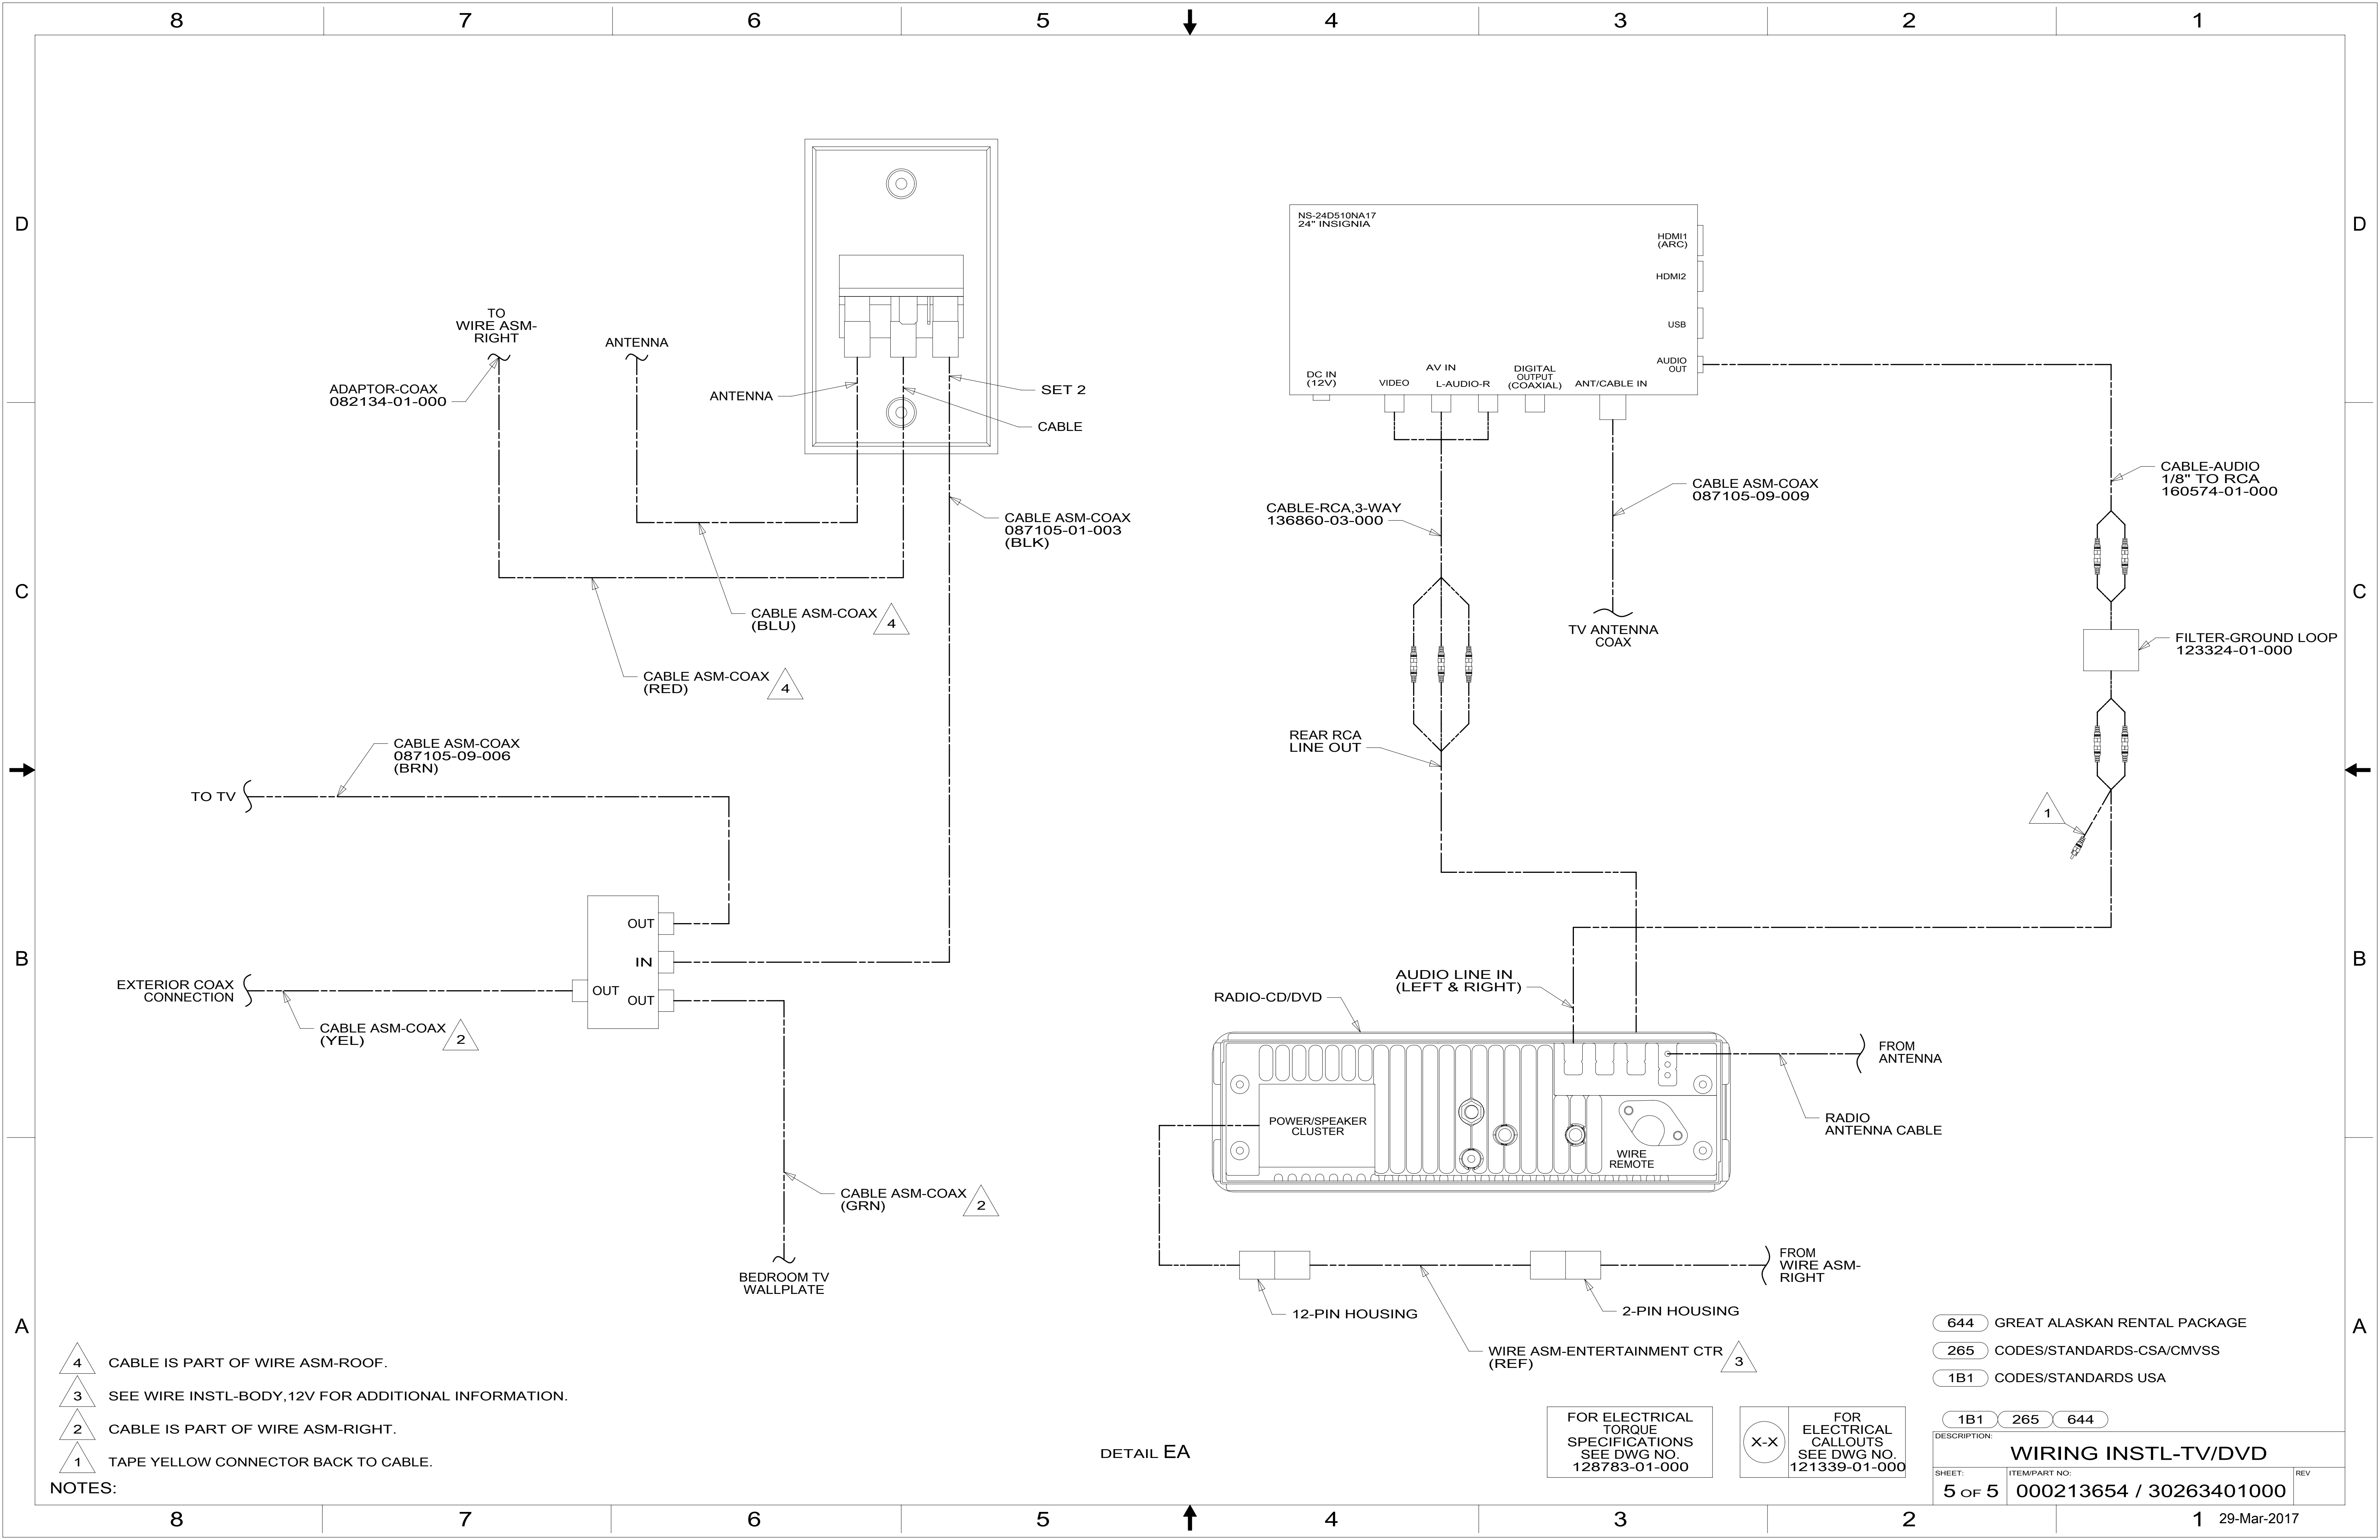 8 7 6 5 4 3 2 1
D
D
C
C
B
B
A
A
TO
WIRE ASM-
RIGHT
ANTENNA
ADAPTOR-COAX
082134-01-000
ANTENNA
SET 2
CABLE
CABLE ASM-COAX
087105-01-003
(BLK)
CABLE ASM-COAX
(BLU)
4
CABLE ASM-COAX
(RED)
4
CABLE ASM-COAX
087105-09-006
(BRN)
TO TV
OUT
IN
OUT
OUT
EXTERIOR COAX
CONNECTION
CABLE ASM-COAX
(YEL)
2
CABLE ASM-COAX
(GRN)
2
BEDROOM TV
WALLPLATE
NS-24D510NA17
24" INSIGNIA
HDMI1
(ARC)
HDMI2
USB
AUDIO
OUT
DC IN
(12V)
AV IN
VIDEO
L-AUDIO-R
DIGITAL
OUTPUT
(COAXIAL)
ANT/CABLE IN
CABLE-AUDIO
1/8" TO RCA
160574-01-000
CABLE ASM-COAX
087105-09-009
CABLE-RCA,3-WAY
136860-03-000
TV ANTENNA
COAX
FILTER-GROUND LOOP
123324-01-000
REAR RCA
LINE OUT
1
AUDIO LINE IN
(LEFT & RIGHT)
RADIO-CD/DVD
FROM
ANTENNA
RADIO
ANTENNA CABLE
POWER/SPEAKER
CLUSTER
WIRE
REMOTE
FROM
WIRE ASM-
RIGHT
12-PIN HOUSING
2-PIN HOUSING
WIRE ASM-ENTERTAINMENT CTR
(REF)
3
4 CABLE IS PART OF WIRE ASM-ROOF.
3 SEE WIRE INSTL-BODY,12V FOR ADDITIONAL INFORMATION.
2 CABLE IS PART OF WIRE ASM-RIGHT.
1 TAPE YELLOW CONNECTOR BACK TO CABLE.
NOTES:
DETAIL EA
FOR ELECTRICAL
TORQUE
SPECIFICATIONS
SEE DWG NO.
128783-01-000
X-X
FOR
ELECTRICAL
CALLOUTS
SEE DWG NO.
121339-01-000
644 GREAT ALASKAN RENTAL PACKAGE
265 CODES/STANDARDS-CSA/CMVSS
1B1 CODES/STANDARDS USA
1B1 265 644
DESCRIPTION:
WIRING INSTL-TV/DVD
SHEET:
5 OF 5
ITEM/PART NO:
000213654 / 30263401000
REV
8 7 6 5 4 3 2 1
29-Mar-2017